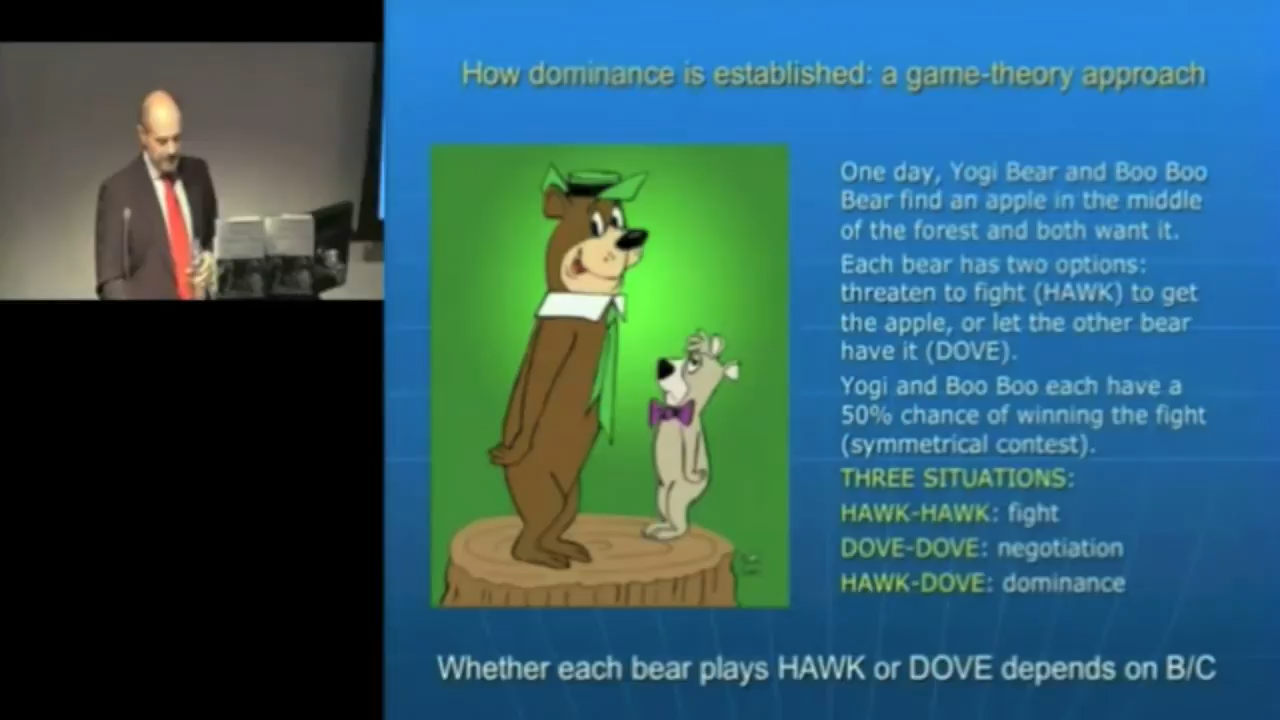 How dominance is established: a game-theory approach
One day, Yogi Bear and Boo Boo
Bear find an apple in the middle
of the forest and both want it.
Each bear has two options:
threaten to fight (HAWK) to get
the apple, or let the other bear
have it (DOVE).
Yogi and Boo Boo each have a
50% chance of winning the fight
(symmetrical contest).
THREE SITUATIONS:
HAWK-HAWK: fight
DOVE-DOVE: negotiation
HAWK-DOVE: dominance
Whether each bear plays HAWK or DOVE depends on B/C